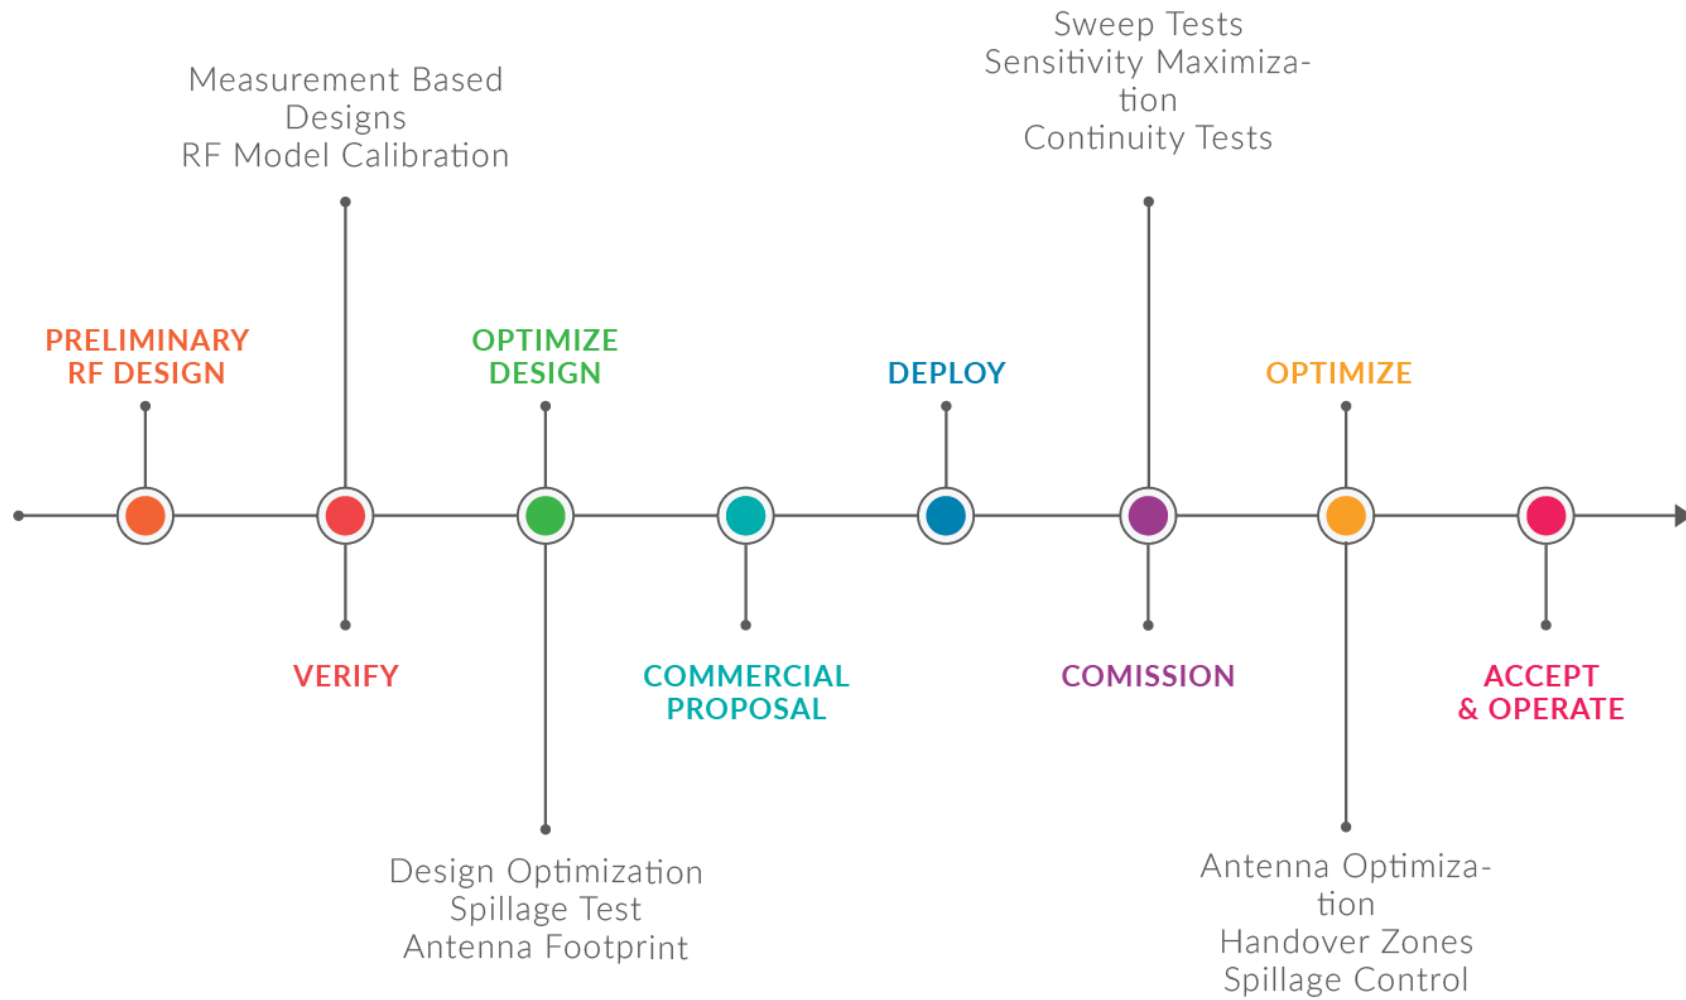 Sweep Tests
Sensitivity Maximiza-
tion
Continuity Tests
Measurement Based
Designs
RF Model Calibration
PRELIMINARY
RF DESIGN
OPTIMIZE
DESIGN
DEPLOY
OPTIMIZE
VERIFY
COMMERCIAL
PROPOSAL
COMISSION
ACCEPT
& OPERATE
Design Optimization
Spillage Test
Antenna Footprint
Antenna Optimiza-
tion
Handover Zones
Spillage Control